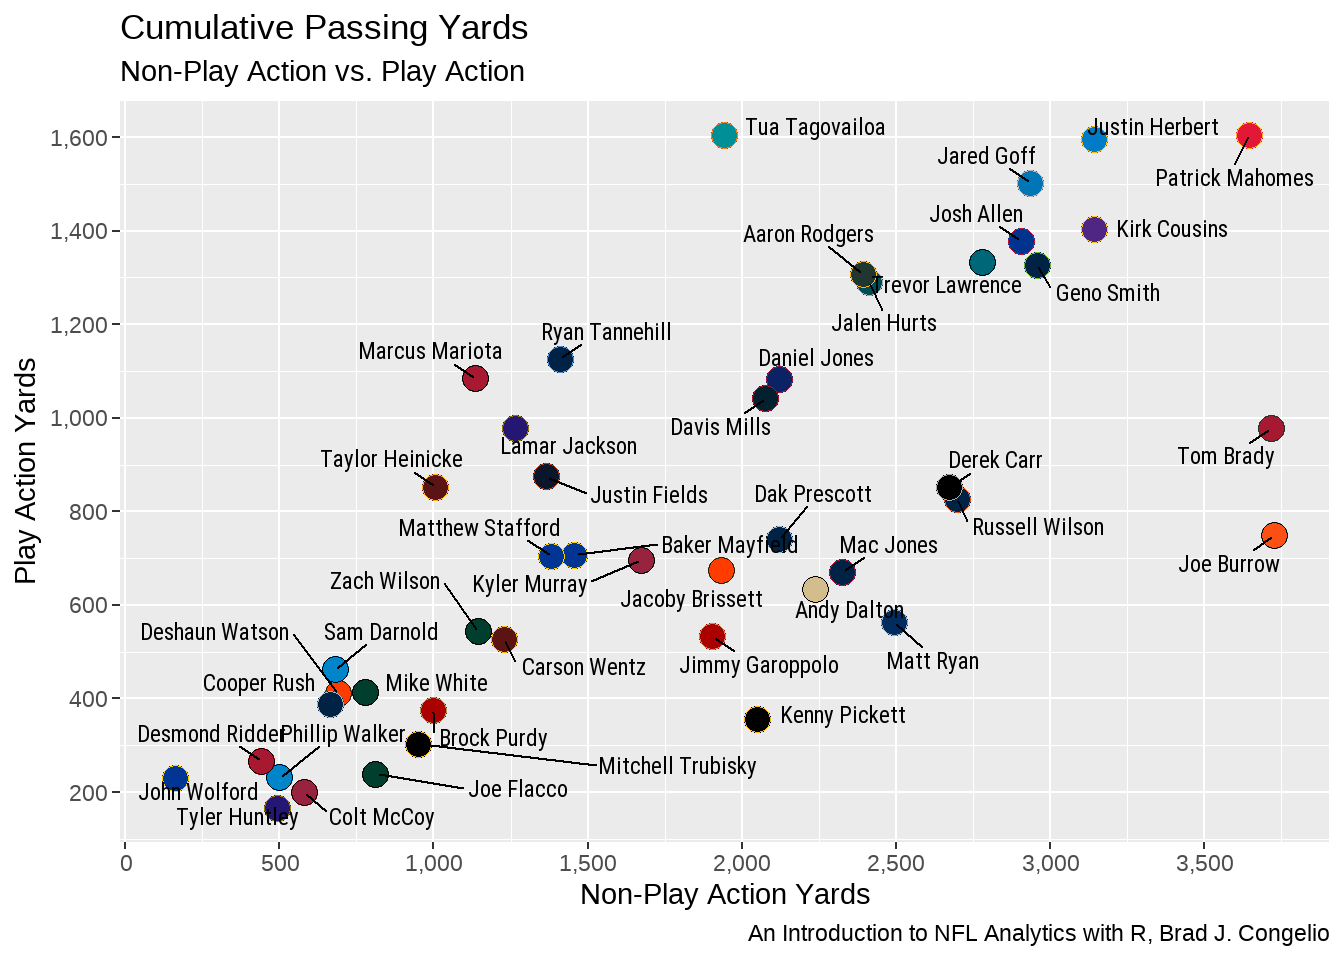 Cumulative Passing Yards
Non-Play Action vs. Play Action
Play Action Yards
1,600
1,400
1,200
1,000
800
600
400
200
Tua Tagovailoa
Justin Herbert
Jared Goff
Patrick Mahomes
Josh Allen
Kirk Cousins
Aaron Rodgers
Trevor Lawrence
Geno Smith
Jalen Hurts
Ryan Tannehill
Marcus Mariota
Daniel Jones
Davis Mills
Lamar Jackson
Tom Brady
Taylor Heinicke
Derek Carr
Justin Fields
Dak Prescott
Russell Wilson
Matthew Stafford
Baker Mayfield
Mac Jones
Joe Burrow
Zach Wilson
Kyler Murray
Jacoby Brissett
Andy Dalton
Deshaun Watson
Sam Darnold
Carson Wentz
Jimmy Garoppolo
Matt Ryan
Cooper Rush
Mike White
Kenny Pickett
Desmond Ridder
Phillip Walker
Brock Purdy
Mitchell Trubisky
John Wolford
Joe Flacco
Tyler Huntley
Colt McCoy
0
500
1,000
1,500
2,000
2,500
3,000
3,500
Non-Play Action Yards
An Introduction to NFL Analytics with R, Brad J. Congelio